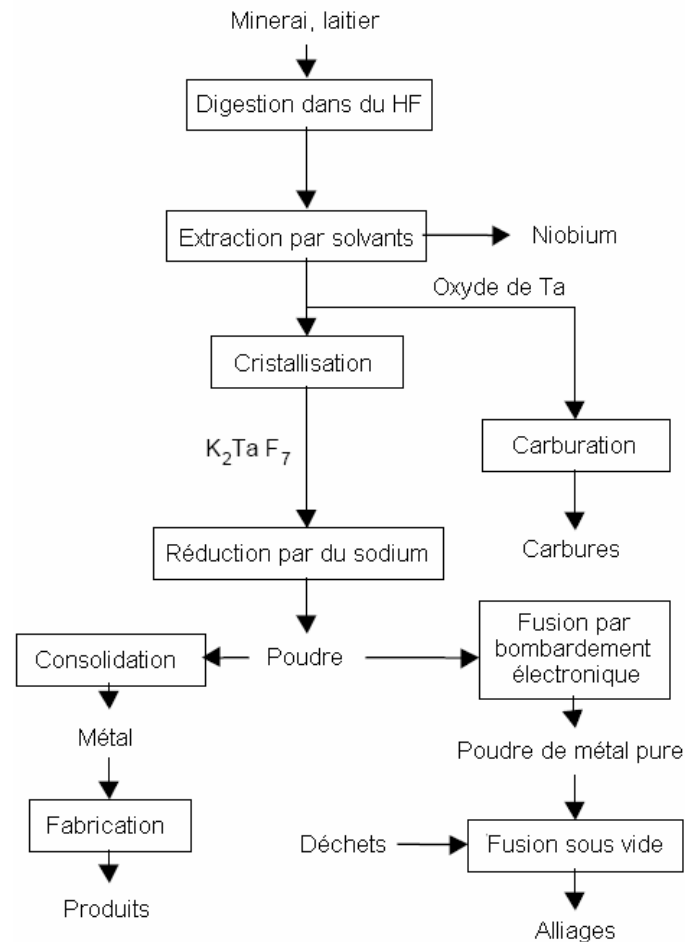 Minerai, laitier
Digestion dans du HF
Extraction par solvants
Niobium
Oxyde de Ta
Cristallisation
Carburation
K2Ta F7
Carbures
Réduction par du sodium
Fusion par
bombardement
électronique
Consolidation
Poudre
Métal
Poudre de métal pure
Fabrication
Déchets
Fusion sous vide
Produits
Alliages